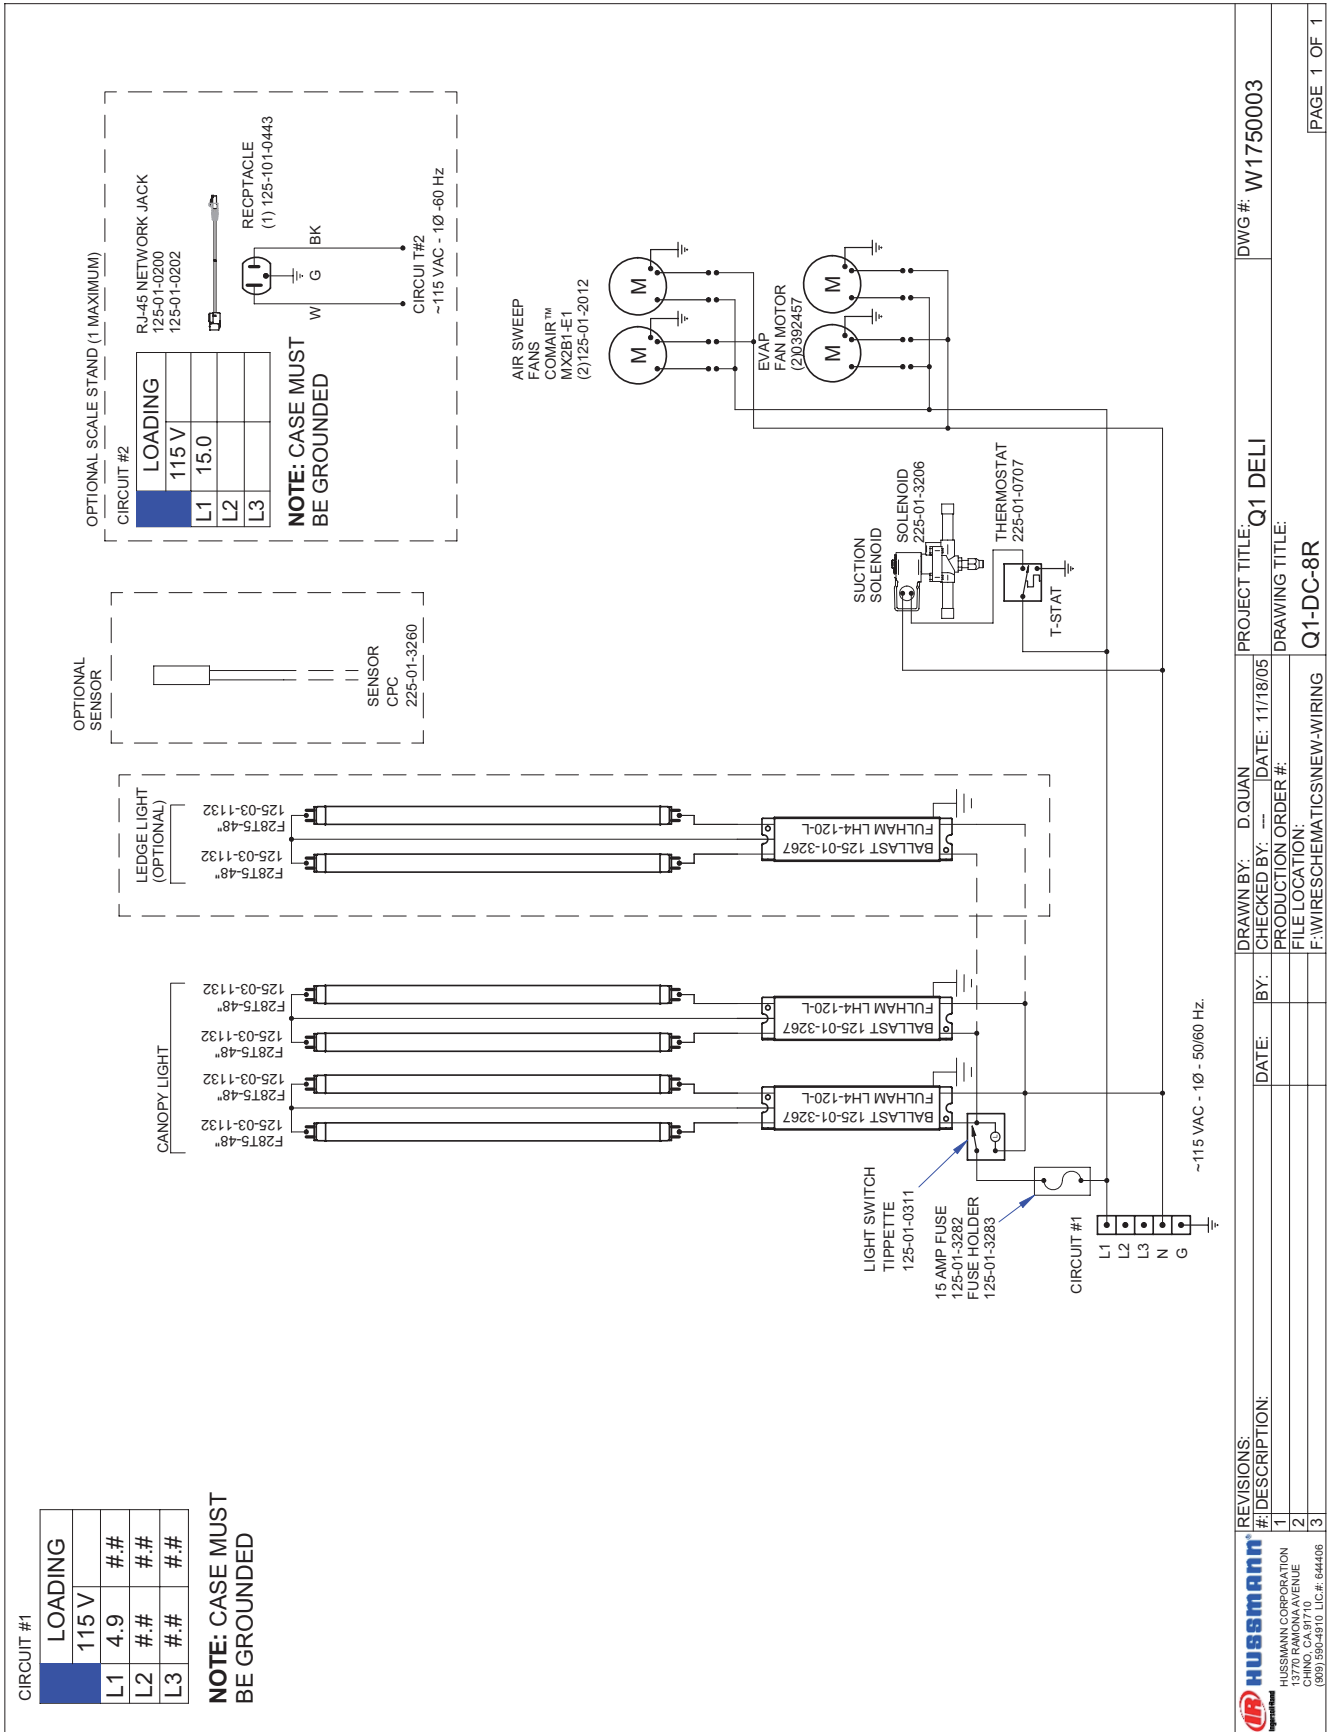 CIRCUIT #1
LOADING
115 V
L1 4.9 #.#
L2 #.# #.#
L3 #.# #.#
NOTE: CASE MUST
BE GROUNDED
CANOPY LIGHT
F28T5-48"
125-03-1132
F28T5-48"
125-03-1132
F28T5-48"
125-03-1132
F28T5-48"
125-03-1132
BALLAST 125-01-3267
FULHAM LH4-120-L
BALLAST 125-01-3267
FULHAM LH4-120-L
LEDGE LIGHT
(OPTIONAL)
F28T5-48"
125-03-1132
F28T5-48"
125-03-1132
BALLAST 125-01-3267
FULHAM LH4-120-L
OPTIONAL
SENSOR
SENSOR
CPC
225-01-3260
OPTIONAL SCALE STAND (1 MAXIMUM)
CIRCUIT #2
LOADING
115 V
L1 15.0
L2
L3
NOTE: CASE MUST
BE GROUNDED
RJ-45 NETWORK JACK
125-01-0200
125-01-0202
RECPTACLE
(1) 125-101-0443
W G BK
CIRCUI T#2
~115 VAC - 1Ø -60 Hz
LIGHT SWITCH
TIPPETTE
125-01-0311
L
15 AMP FUSE
125-01-3282
FUSE HOLDER
125-01-3283
CIRCUIT #1
L1
L2
L3
N
G
~115 VAC - 1Ø - 50/60 Hz.
SUCTION
SOLENOID
SOLENOID
225-01-3206
THERMOSTAT
225-01-0707
T-STAT
AIR SWEEP
FANS
COMAIR™
MX2B1-E1
(2)125-01-2012
M M
EVAP
FAN MOTOR
(2)0392457
M M
IR HUSSMANN®
Ingersoll Rand
HUSSMANN CORPORATION
13770 RAMONA AVENUE
CHINO, CA.91710
(909) 590-4910 LIC.#: 644406
REVISIONS:
#: DESCRIPTION: DATE: BY:
1
2
3
DRAWN BY: D.QUAN
CHECKED BY: --- DATE: 11/18/05
PRODUCTION ORDER #:
FILE LOCATION:
F:\WIRESCHEMATICS\NEW-WIRING
PROJECT TITLE: Q1 DELI
DRAWING TITLE:
Q1-DC-8R
DWG #: W1750003
PAGE 1 OF 1